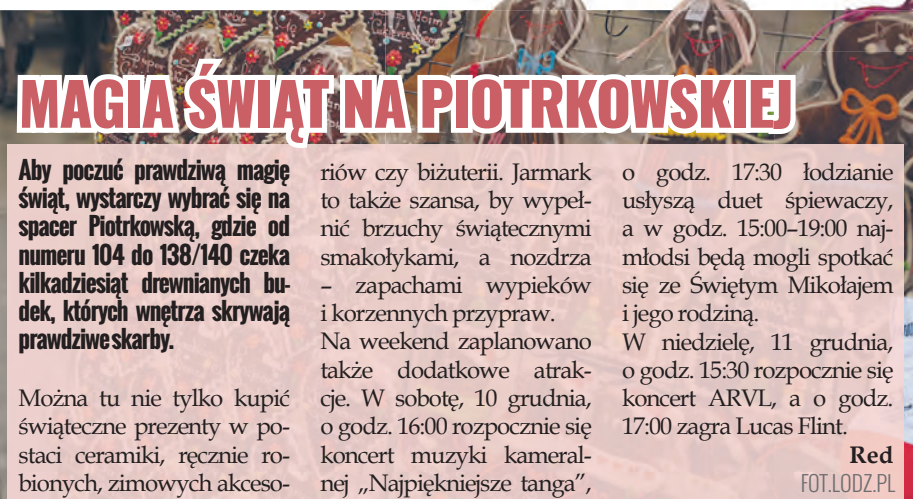 MAGIA ŚWIĄT NA PIOTRKOWSKIEJ
Aby poczuć prawdziwą magię
świąt, wystarczy wybrać się na
spacer Piotrkowską, gdzie od
numeru 104 do 138/140 czeka
kilkadziesiąt drewnianych bu-
dek, których wnętrza skrywają
prawdziwe skarby.
Można tu nie tylko kupić
świąteczne prezenty w po-
staci ceramiki, ręcznie ro-
bionych, zimowych akceso-
riów czy biżuterii. Jarmark
to także szansa, by wypeł-
nić brzuchy świątecznymi
smakołykami, a nozdrza
– zapachami wypieków
i korzennych przypraw.
Na weekend zaplanowano
także dodatkowe atrak-
cje. W sobotę, 10 grudnia,
o godz. 16:00 rozpocznie się
koncert muzyki kameral-
nej „Najpiękniejsze tanga”,
o godz. 17:30 łodzianie
usłyszą duet śpiewaczy,
a w godz. 15:00–19:00 naj-
młodsi będą mogli spotkać
się ze Świętym Mikołajem
i jego rodziną.
W niedzielę, 11 grudnia,
o godz. 15:30 rozpocznie się
koncert ARVL, a o godz.
17:00 zagra Lucas Flint.
Red
FOT.LODZ.PL